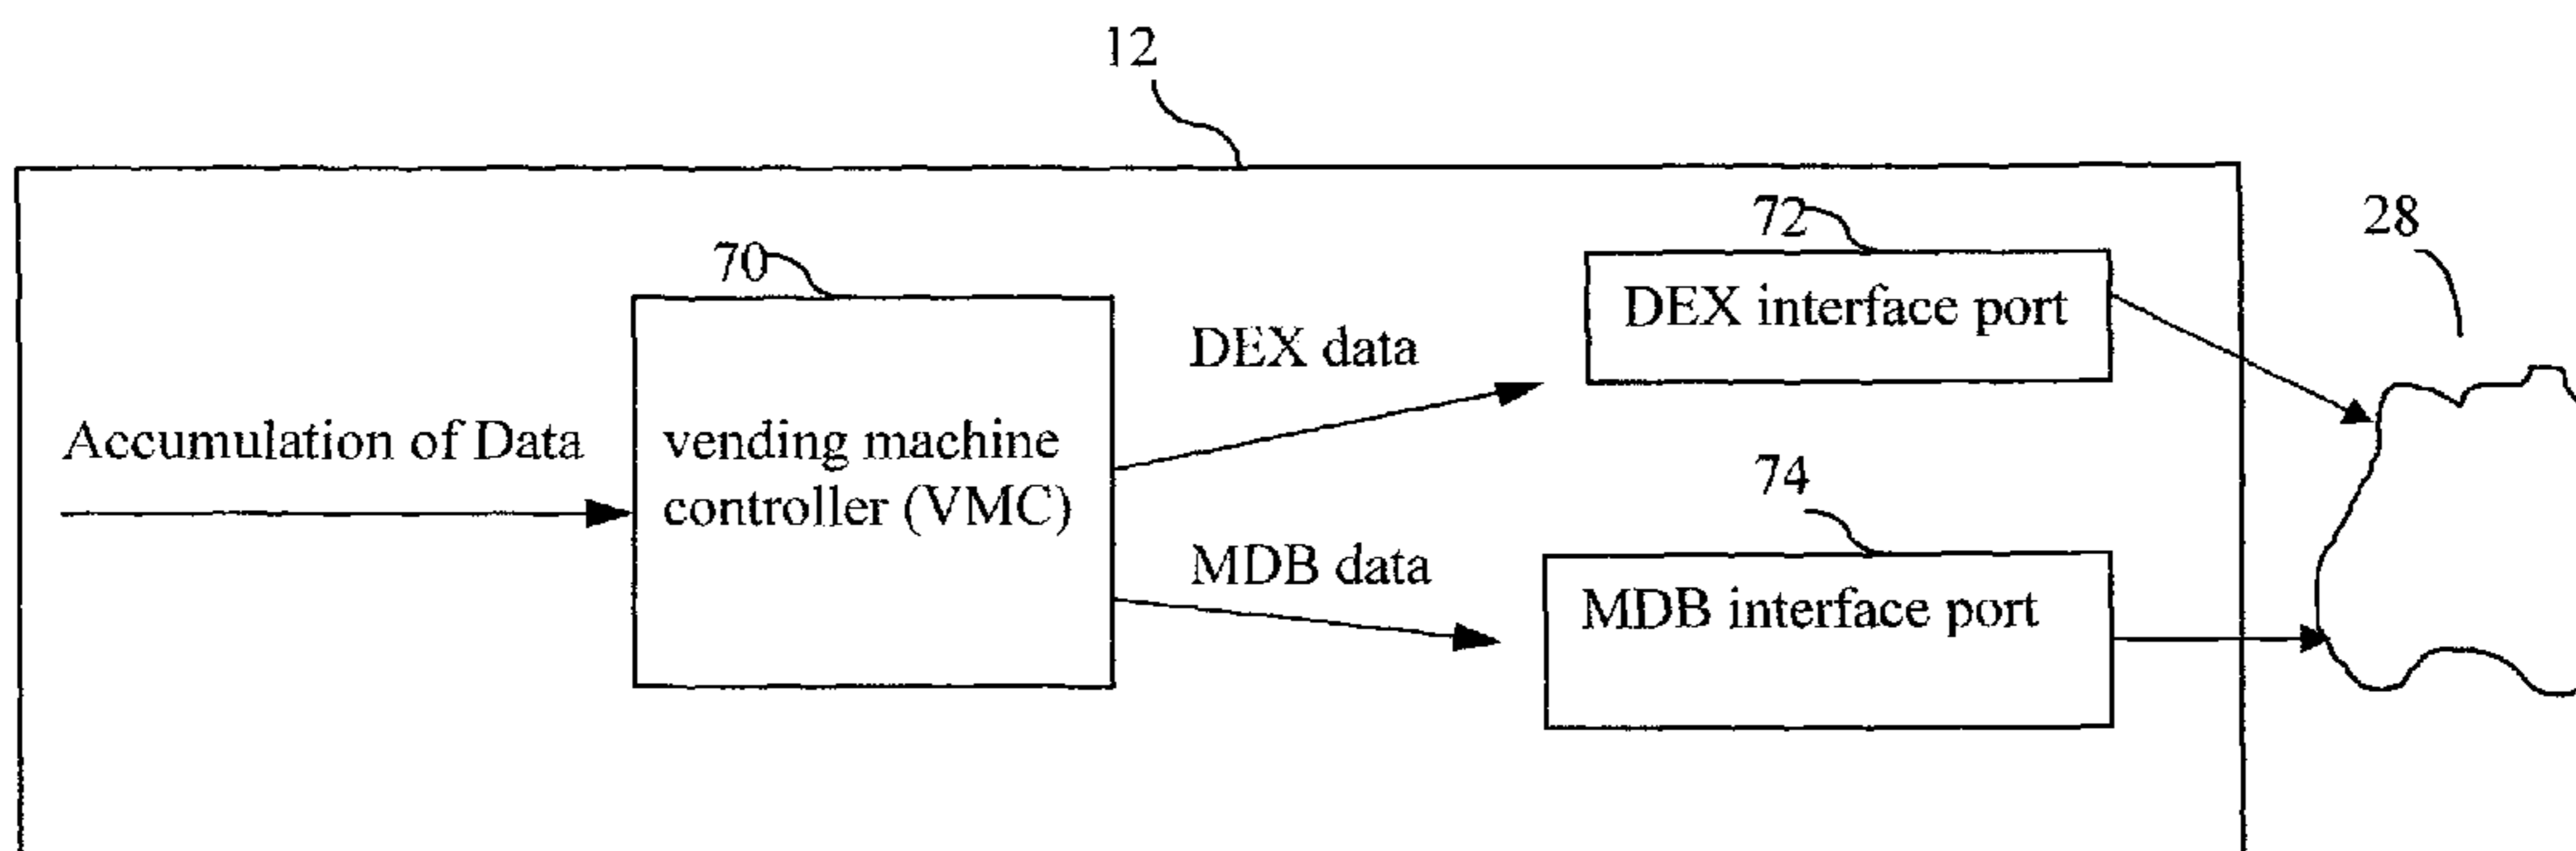 12
72
28
70
DEX interface port
DEX data
Accumulation of Data
vending machine
controller (VMC)
74
MDB data
MDB interface port